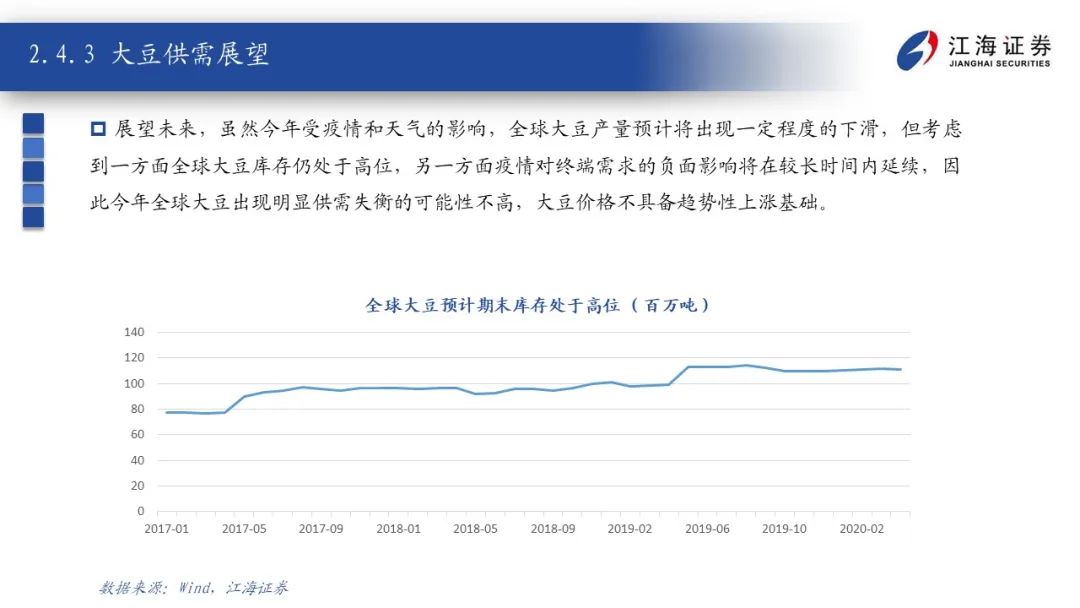 2.4.3 大豆供需展望
江海证券
JIANGHAI SECURITIES
展望未来，虽然今年受疫情和天气的影响，全球大豆产量预计将出现一定程度的下滑，但考虑
到一方面全球大豆库存仍处于高位，另一方面疫情对终端需求的负面影响将在较长时间内延续，因
此今年全球大豆出现明显供需失衡的可能性不高，大豆价格不具备趋势性上涨基础。
全球大豆预计期末库存处于高位（百万吨）
140
120
100
80
60
40
20
0
2017-01 2017-05 2017-09 2018-01 2018-05 2018-09 2019-02 2019-06 2019-10 2020-02
数据来源：Wind，江海证券